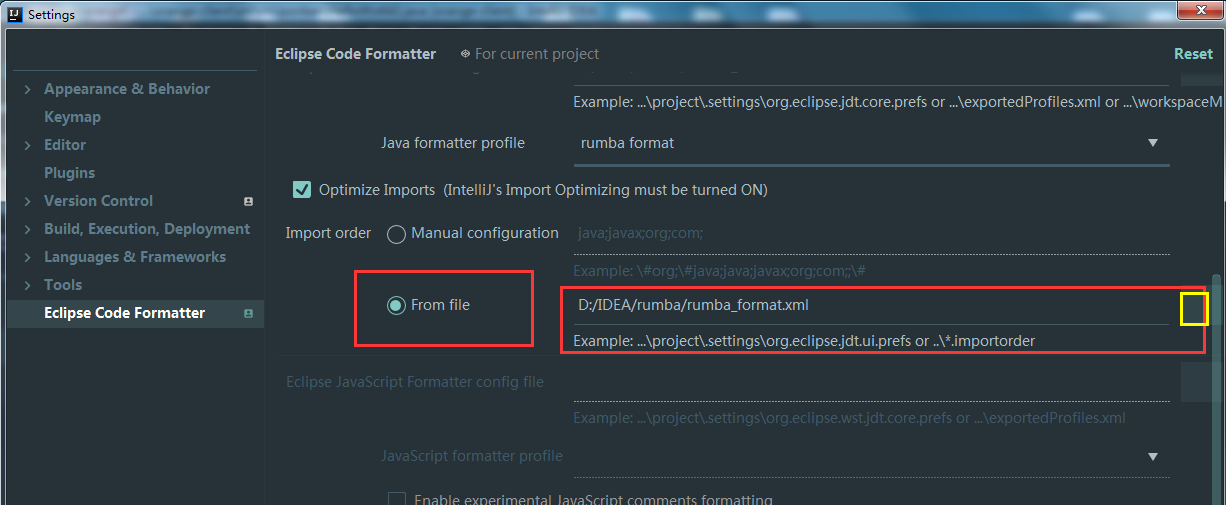 Settings
Eclipse Code Formatter For current project Reset
Appearance & Behavior
Keymap
Editor
Plugins
Version Control
Build, Execution, Deployment
Languages & Frameworks
Tools
Eclipse Code Formatter
Example: ...\project\.settings\org.eclipse.jdt.core.prefs or ...\exportedProfiles.xml or ...\workspaceM
Java formatter profile rumba format
Optimize Imports (IntelliJ's Import Optimizing must be turned ON)
Import order Manual configuration java;javax;org;com;
Example: \#org;\#java;java;javax;org;com;;\#
From file D:/IDEA/rumba/rumba_format.xml
Example: ...\project\.settings\org.eclipse.jdt.ui.prefs or ..\*.importorder
Eclipse JavaScript Formatter config file
Example: ...\project\.settings\org.eclipse.wst.jdt.core.prefs or ...\exportedProfiles.xml
JavaScript formatter profile
Enable experimental JavaScript comments formatting